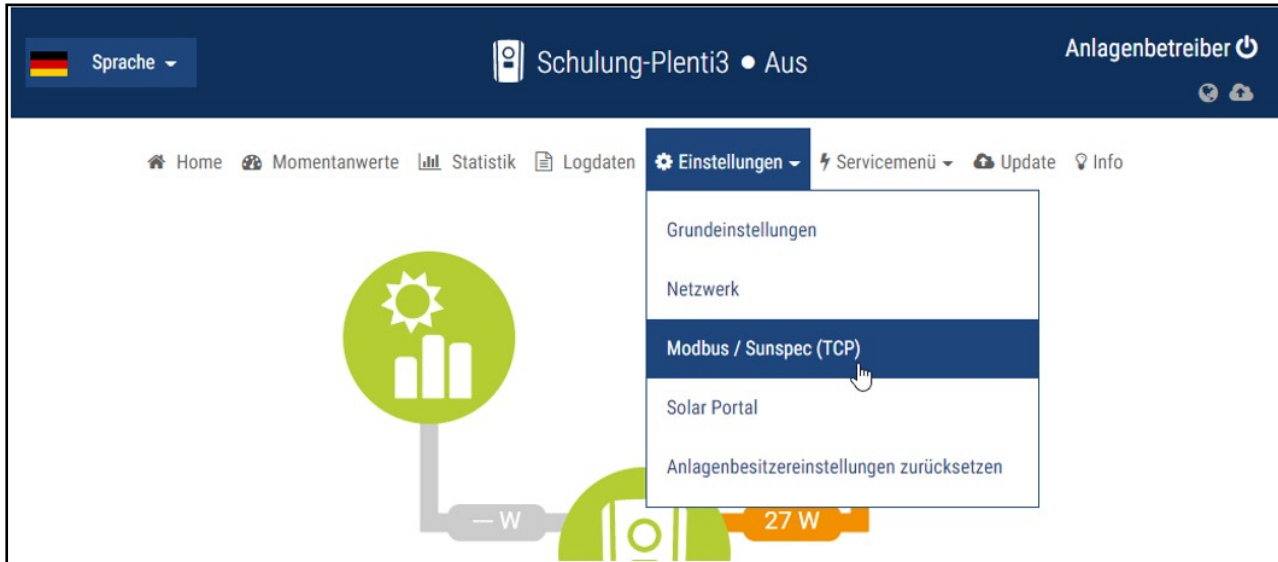 Sprache
Schulung-Plenti3 ● Aus
Anlagenbetreiber
Home Momentanwerte Statistik Logdaten Einstellungen Servicemenü Update Info
Grundeinstellungen
Netzwerk
Modbus / Sunspec (TCP)
Solar Portal
Anlagenbesitzereinstellungen zurücksetzen
— W
27 W